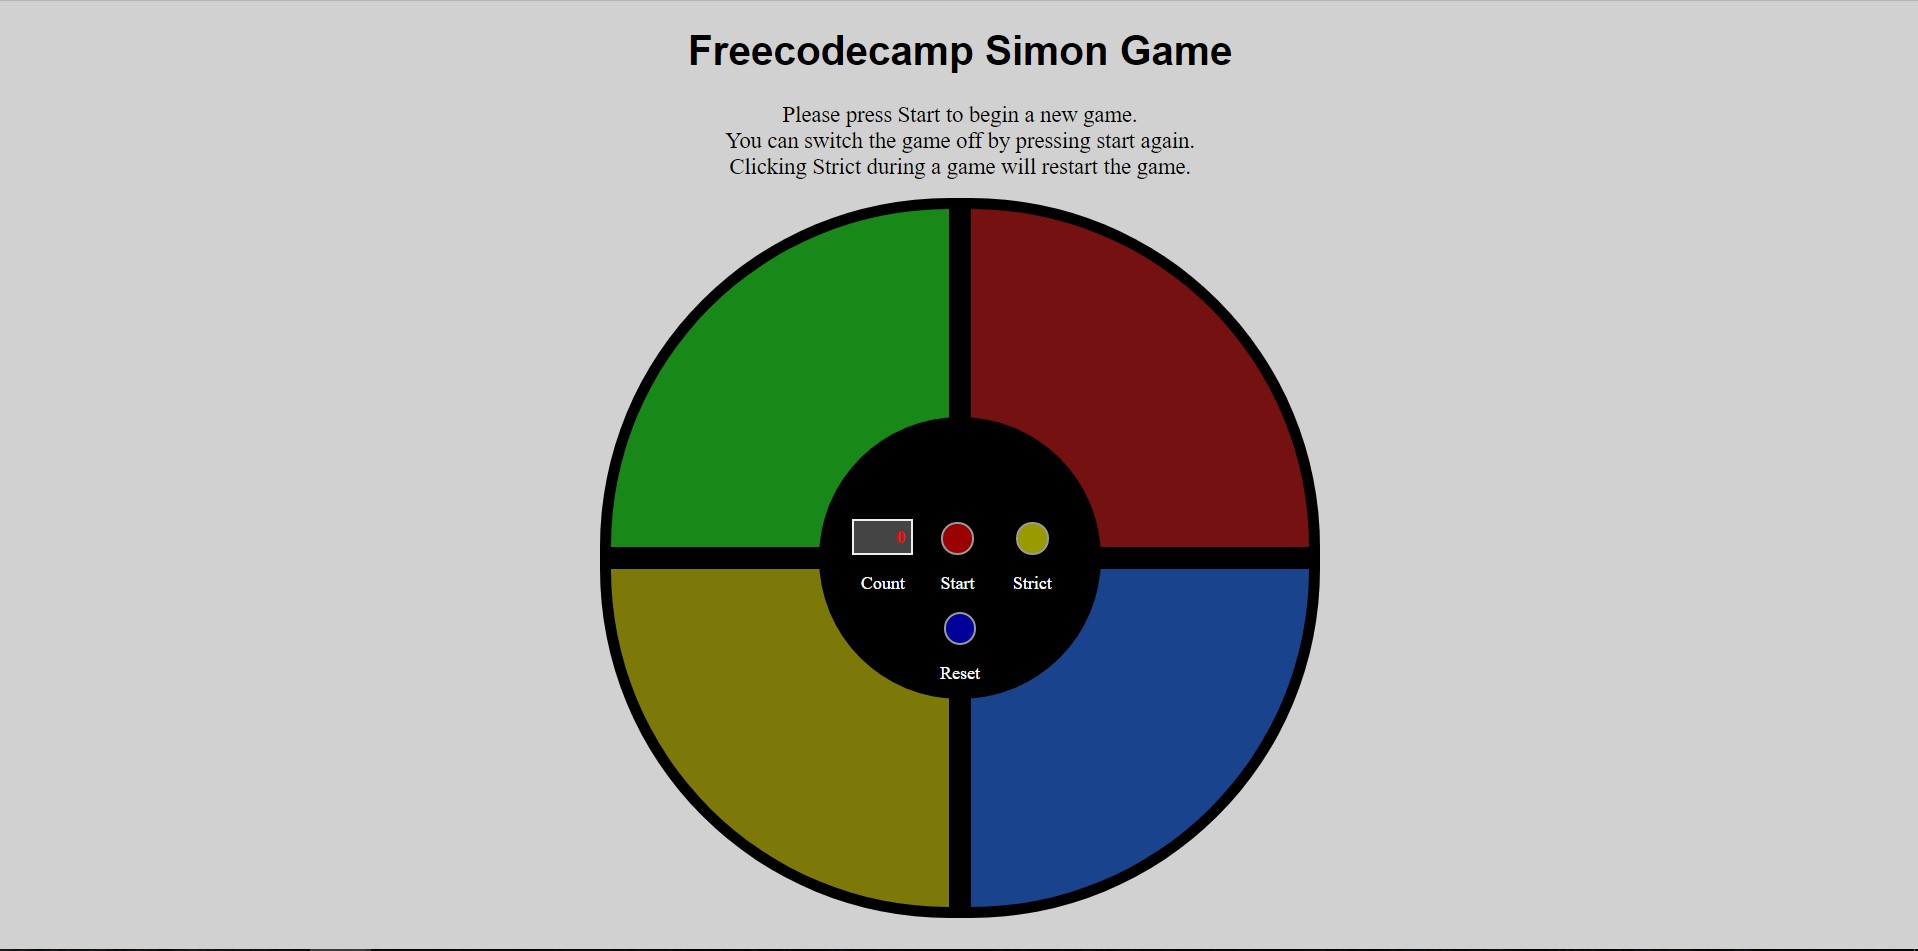 Freecodecamp Simon Game
Please press Start to begin a new game.
You can switch the game off by pressing start again.
Clicking Strict during a game will restart the game.
0
Count Start Strict
Reset